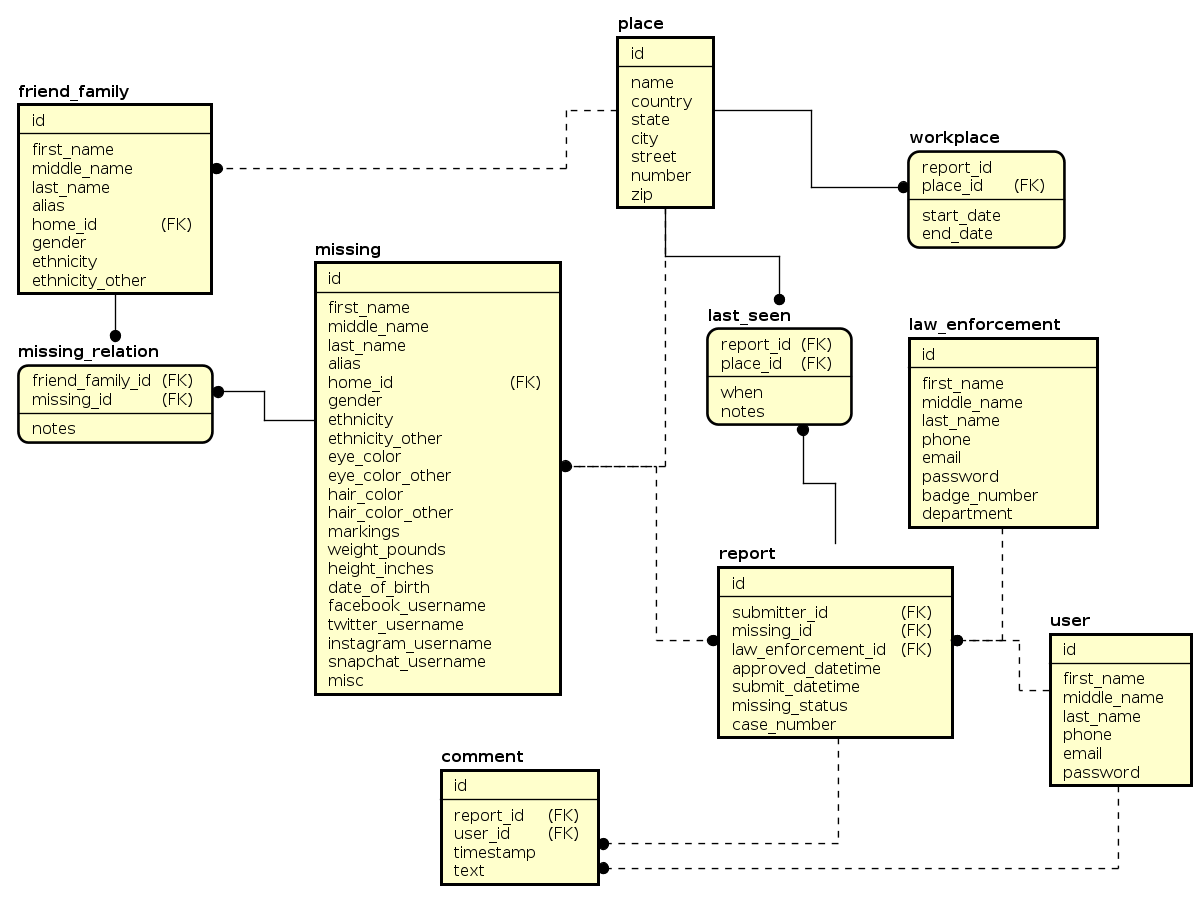 place
id
name
country
state
city
street
number
zip
friend_family
id
first_name
middle_name
last_name
alias
home_id (FK)
gender
ethnicity
ethnicity_other
workplace
report_id
place_id (FK)
start_date
end_date
missing
id
first_name
middle_name
last_name
alias
home_id (FK)
gender
ethnicity
ethnicity_other
eye_color
eye_color_other
hair_color
hair_color_other
markings
weight_pounds
height_inches
date_of_birth
facebook_username
twitter_username
instagram_username
snapchat_username
misc
missing_relation
friend_family_id (FK)
missing_id (FK)
notes
last_seen
report_id (FK)
place_id (FK)
when
notes
law_enforcement
id
first_name
middle_name
last_name
phone
email
password
badge_number
department
report
id
submitter_id (FK)
missing_id (FK)
law_enforcement_id (FK)
approved_datetime
submit_datetime
missing_status
case_number
user
id
first_name
middle_name
last_name
phone
email
password
comment
id
report_id (FK)
user_id (FK)
timestamp
text